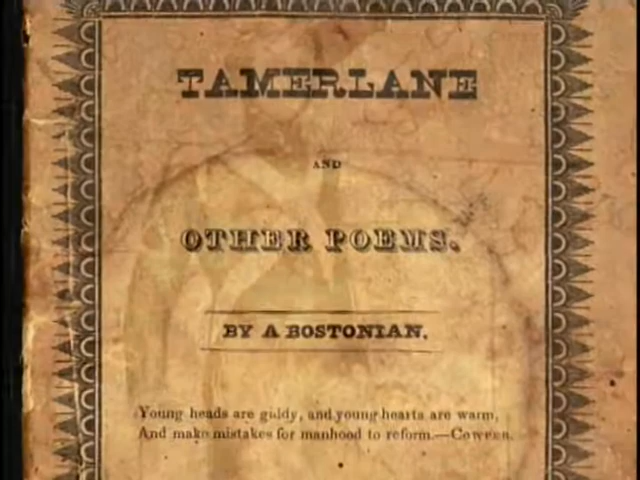 TAMERLANE
AND
OTHER POEMS.
BY A BOSTONIAN.
Young heads are giddy, and young hearts are warm,
And make mistakes for manhood to reform.—COWPER.